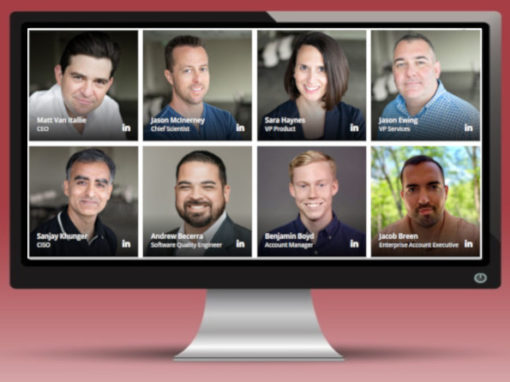 Matt Van Itallie
CEO
in
Jason McInerney
Chief Scientist
in
Sara Haynes
VP Product
in
Jason Ewing
VP Services
in
Sanjay Khunger
CISO
in
Andrew Becerra
Software Quality Engineer
in
Benjamin Boyd
Account Manager
in
Jacob Breen
Enterprise Account Executive
in